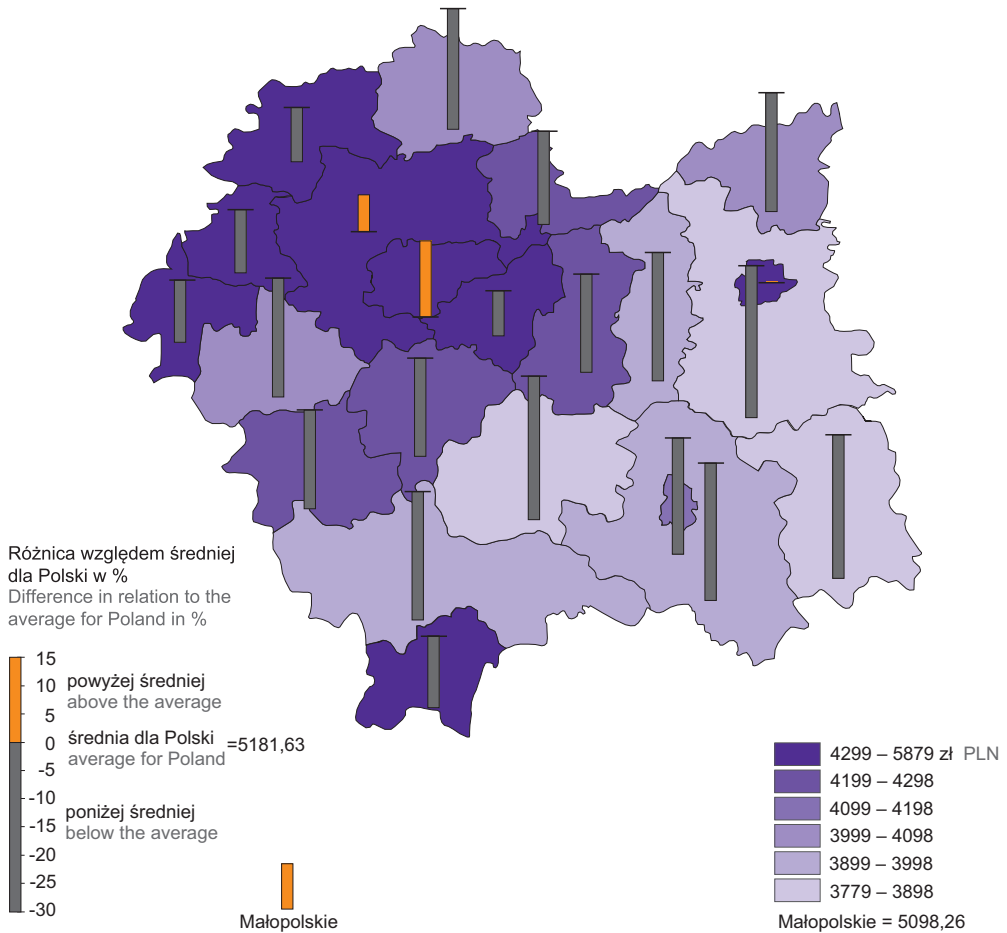 Różnica względem średniej
dla Polski w %
Difference in relation to the
average for Poland in %
15
10
5
0
-5
-10
-15
-20
-25
-30
powyżej średniej
above the average
średnia dla Polski
average for Poland
=5181,63
poniżej średniej
below the average
Małopolskie
4299 – 5879 zł PLN
4199 – 4298
4099 – 4198
3999 – 4098
3899 – 3998
3779 – 3898
Małopolskie = 5098,26